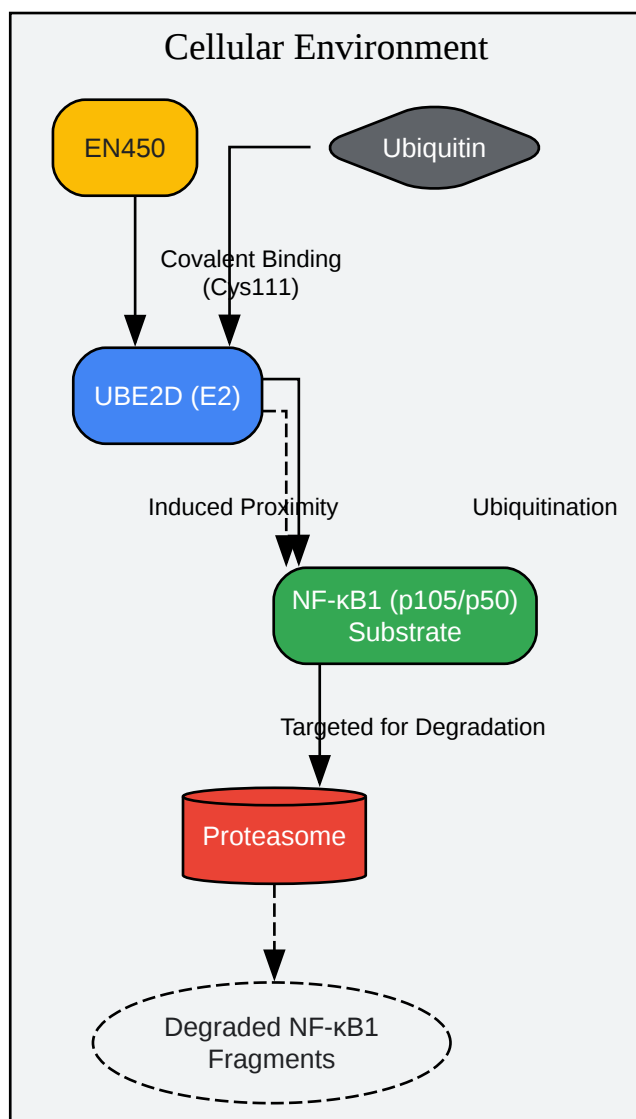 Cellular Environment
EN450
Ubiquitin
Covalent Binding
(Cys111)
UBE2D (E2)
Induced Proximity
Ubiquitination
NF-κB1 (p105/p50)
Substrate
Targeted for Degradation
Proteasome
Degraded NF-κB1
Fragments